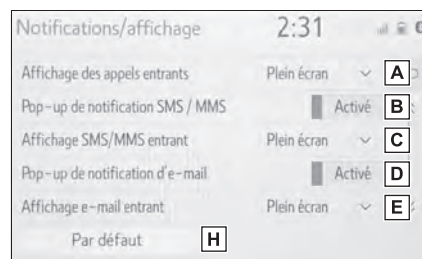 Notifications/affichage 2:31
Affichage des appels entrants Plein écran A
Pop-up de notification SMS / MMS Activé B
Affichage SMS/MMS entrant Plein écran C
Pop-up de notification d'e-mail Activé D
Affichage e-mail entrant Plein écran E
Par défaut H